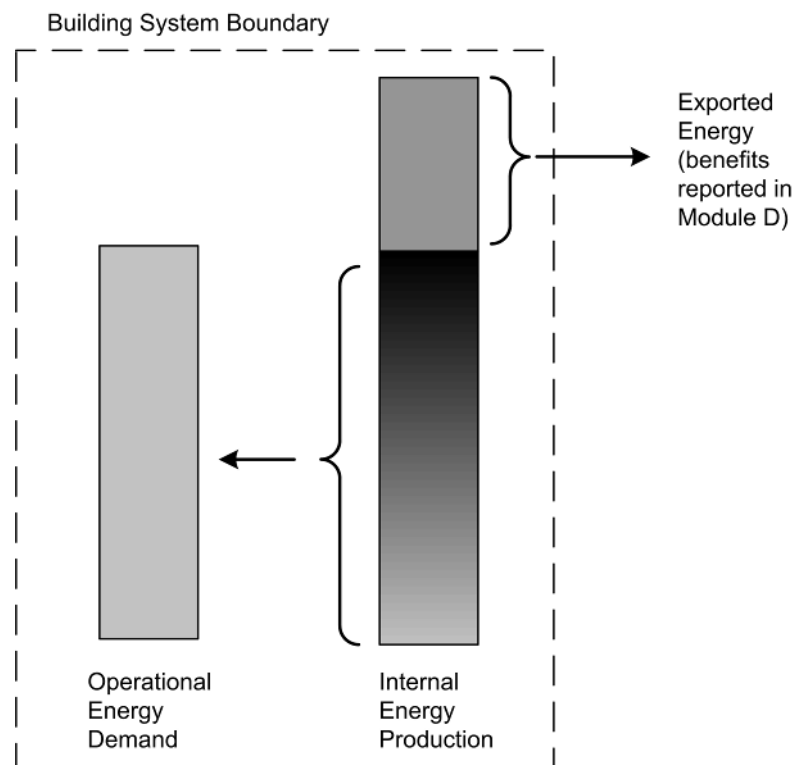 Building System Boundary
Exported
Energy
(benefits
reported in
Module D)
Operational
Energy
Demand
Internal
Energy
Production